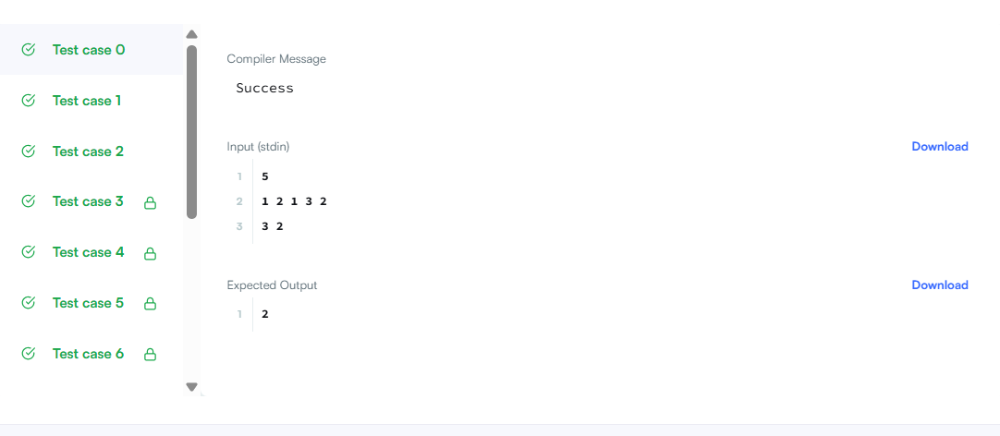 Test case 0
Test case 1
Test case 2
Test case 3
Test case 4
Test case 5
Test case 6
Compiler Message
Success
Input (stdin)
Download
1 5
2 1 2 1 3 2
3 3 2
Expected Output
Download
1 2